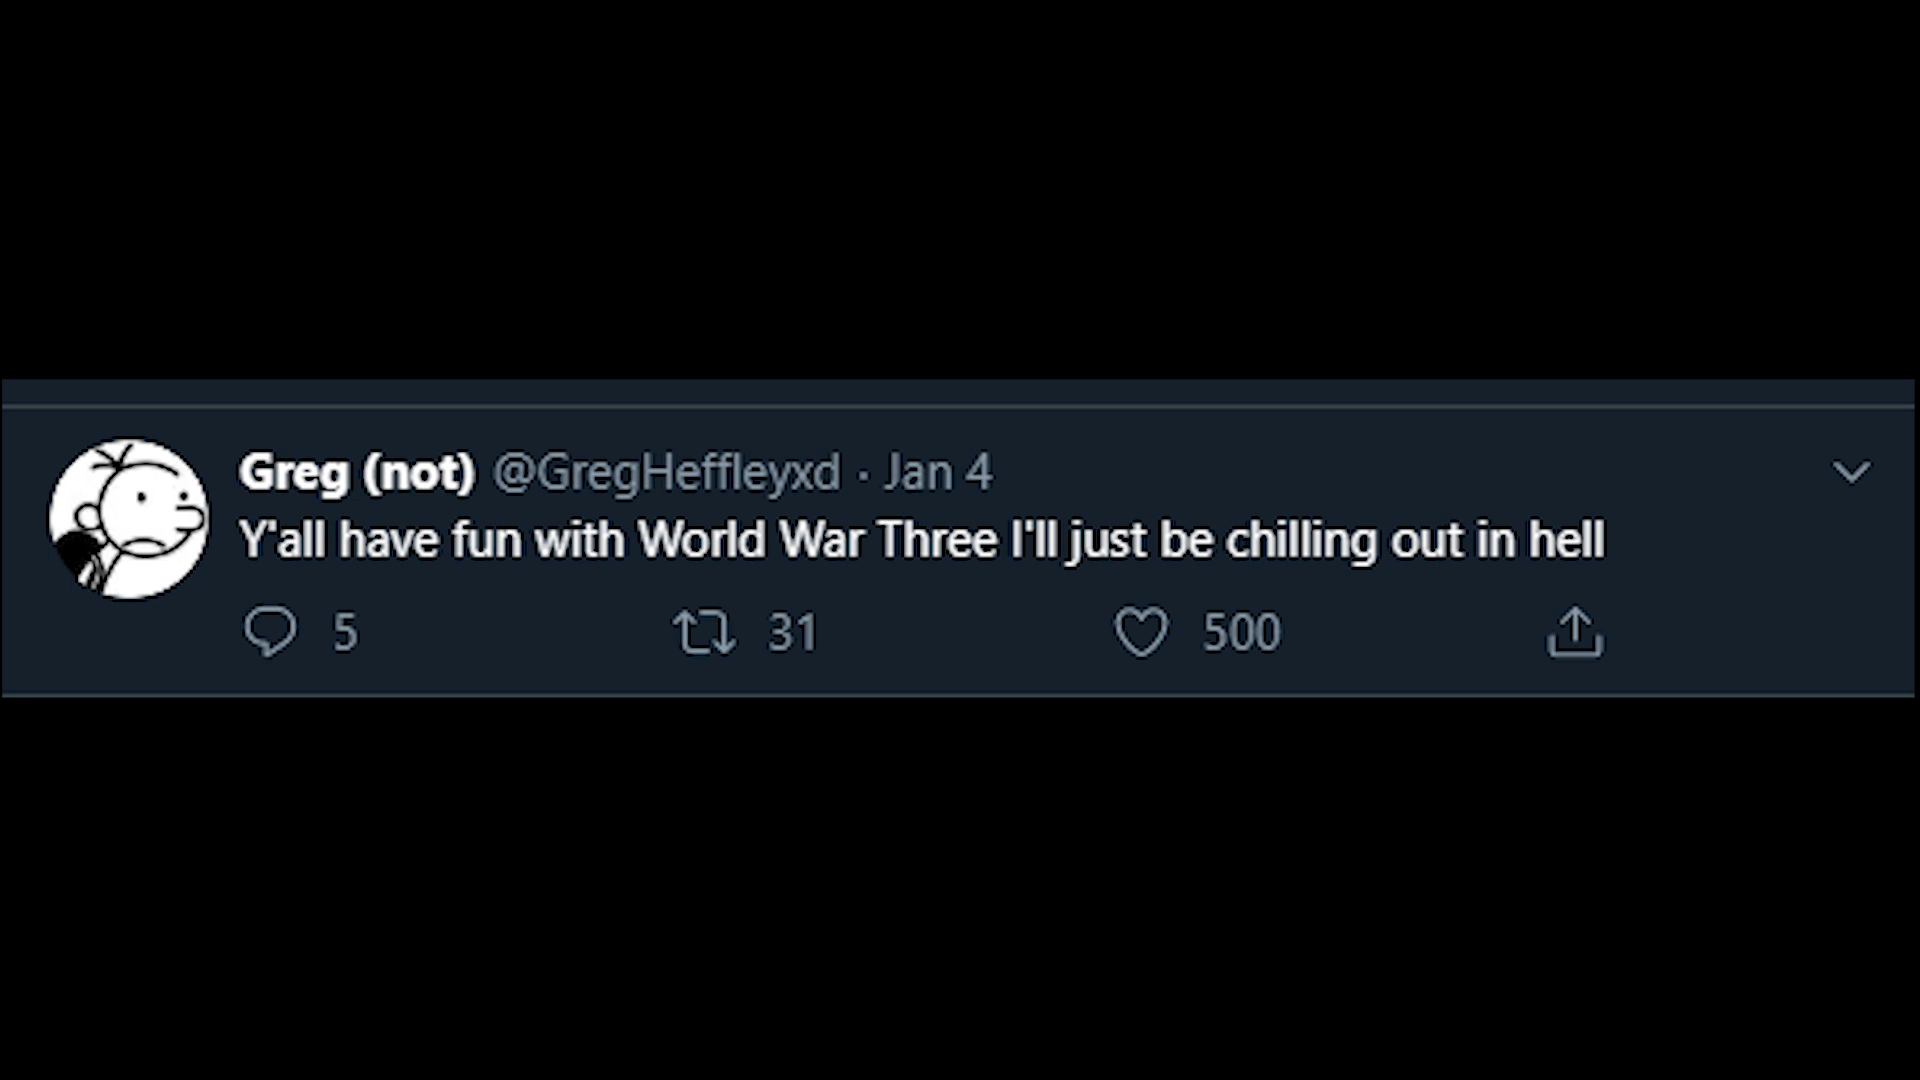 Greg (not) @GregHeffleyxd · Jan 4
Y'all have fun with World War Three I'll just be chilling out in hell
5 31 500